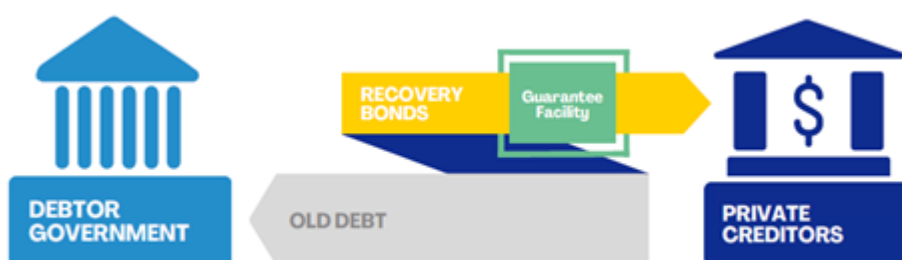 DEBTOR
GOVERNMENT
OLD DEBT
RECOVERY
BONDS
Guarantee
Facility
$
PRIVATE
CREDITORS